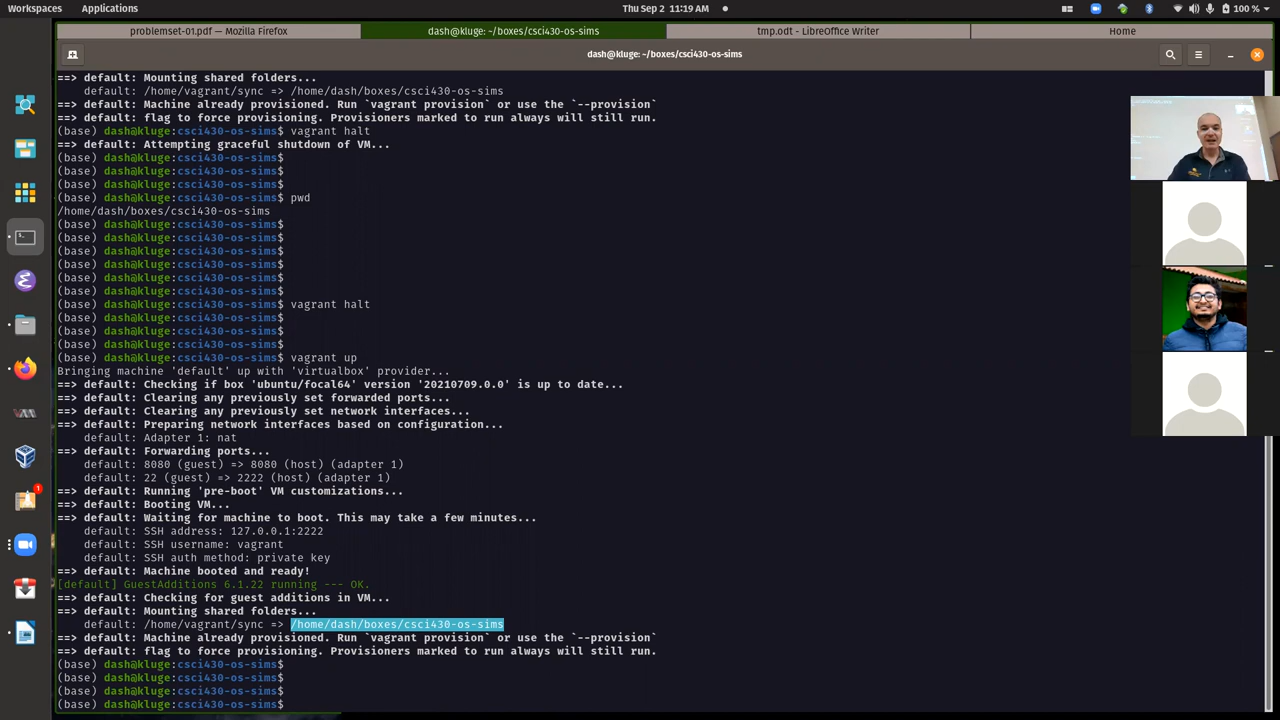 Workspaces Applications Thu Sep 2 11:19 AM 100 %
problemset-01.pdf — Mozilla Firefox dash@kluge: ~/boxes/csci430-os-sims tmp.odt - LibreOffice Writer Home
dash@kluge: ~/boxes/csci430-os-sims
==> default: Mounting shared folders...
default: /home/vagrant/sync => /home/dash/boxes/csci430-os-sims
==> default: Machine already provisioned. Run `vagrant provision` or use the `--provision`
==> default: flag to force provisioning. Provisioners marked to run always will still run.
(base) dash@kluge:csci430-os-sims$ vagrant halt
==> default: Attempting graceful shutdown of VM...
(base) dash@kluge:csci430-os-sims$
(base) dash@kluge:csci430-os-sims$
(base) dash@kluge:csci430-os-sims$
(base) dash@kluge:csci430-os-sims$ pwd
/home/dash/boxes/csci430-os-sims
(base) dash@kluge:csci430-os-sims$
(base) dash@kluge:csci430-os-sims$
(base) dash@kluge:csci430-os-sims$
(base) dash@kluge:csci430-os-sims$
(base) dash@kluge:csci430-os-sims$
(base) dash@kluge:csci430-os-sims$
(base) dash@kluge:csci430-os-sims$ vagrant halt
(base) dash@kluge:csci430-os-sims$
(base) dash@kluge:csci430-os-sims$
(base) dash@kluge:csci430-os-sims$
(base) dash@kluge:csci430-os-sims$ vagrant up
Bringing machine 'default' up with 'virtualbox' provider...
==> default: Checking if box 'ubuntu/focal64' version '20210709.0.0' is up to date...
==> default: Clearing any previously set forwarded ports...
==> default: Clearing any previously set network interfaces...
==> default: Preparing network interfaces based on configuration...
default: Adapter 1: nat
==> default: Forwarding ports...
default: 8080 (guest) => 8080 (host) (adapter 1)
default: 22 (guest) => 2222 (host) (adapter 1)
==> default: Running 'pre-boot' VM customizations...
==> default: Booting VM...
==> default: Waiting for machine to boot. This may take a few minutes...
default: SSH address: 127.0.0.1:2222
default: SSH username: vagrant
default: SSH auth method: private key
==> default: Machine booted and ready!
[default] GuestAdditions 6.1.22 running --- OK.
==> default: Checking for guest additions in VM...
==> default: Mounting shared folders...
default: /home/vagrant/sync => /home/dash/boxes/csci430-os-sims
==> default: Machine already provisioned. Run `vagrant provision` or use the `--provision`
==> default: flag to force provisioning. Provisioners marked to run always will still run.
(base) dash@kluge:csci430-os-sims$
(base) dash@kluge:csci430-os-sims$
(base) dash@kluge:csci430-os-sims$